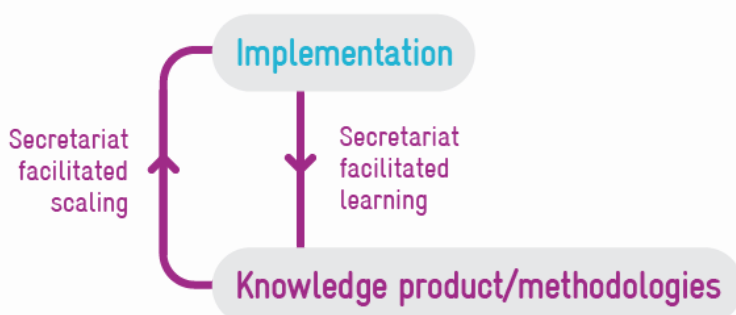 Implementation
Secretariat
facilitated
scaling
Secretariat
facilitated
learning
Knowledge product/methodologies